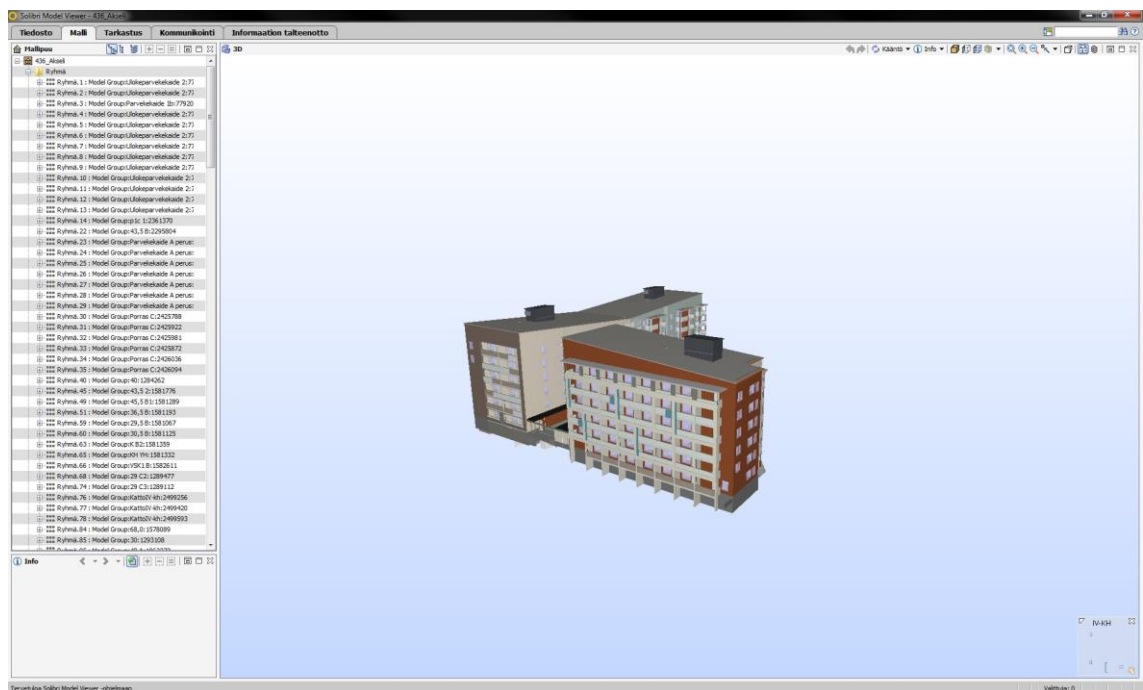 Solibri Model Viewer - 436_Akseli
Tiedosto Malli Tarkastus Kommunikointi Informaation talteenotto
Mallipuu
3D
Kääntö Info
436_Akseli
Ryhmä
Ryhmä.1 : Model Group:Ulokeparvekekaide 2:7
Ryhmä.2 : Model Group:Ulokeparvekekaide 2:7
Ryhmä.3 : Model Group:Parvekekaide 1b:77920
Ryhmä.4 : Model Group:Ulokeparvekekaide 2:7
Ryhmä.5 : Model Group:Ulokeparvekekaide 2:7
Ryhmä.6 : Model Group:Ulokeparvekekaide 2:7
Ryhmä.7 : Model Group:Ulokeparvekekaide 2:7
Ryhmä.8 : Model Group:Ulokeparvekekaide 2:7
Ryhmä.9 : Model Group:Ulokeparvekekaide 2:7
Ryhmä.10 : Model Group:Ulokeparvekekaide 2:
Ryhmä.11 : Model Group:Ulokeparvekekaide 2:
Ryhmä.12 : Model Group:Ulokeparvekekaide 2:
Ryhmä.13 : Model Group:Ulokeparvekekaide 2:
Ryhmä.14 : Model Group:p1c 1:2361370
Ryhmä.22 : Model Group:43,5 B:2295804
Ryhmä.23 : Model Group:Parvekekaide A perus:
Ryhmä.24 : Model Group:Parvekekaide A perus:
Ryhmä.25 : Model Group:Parvekekaide A perus:
Ryhmä.26 : Model Group:Parvekekaide A perus:
Ryhmä.27 : Model Group:Parvekekaide A perus:
Ryhmä.28 : Model Group:Parvekekaide A perus:
Ryhmä.29 : Model Group:Parvekekaide A perus:
Ryhmä.30 : Model Group:Porras C:2425788
Ryhmä.31 : Model Group:Porras C:2425922
Ryhmä.32 : Model Group:Porras C:2425981
Ryhmä.33 : Model Group:Porras C:2425872
Ryhmä.34 : Model Group:Porras C:2426036
Ryhmä.35 : Model Group:Porras C:2426094
Ryhmä.40 : Model Group:40:1284262
Ryhmä.45 : Model Group:43,5 2:1581776
Ryhmä.49 : Model Group:45,5 B1:1581289
Ryhmä.51 : Model Group:36,5 B:1581193
Ryhmä.59 : Model Group:29,5 B:1581067
Ryhmä.60 : Model Group:30,5 B:1581125
Ryhmä.63 : Model Group:K B2:1581359
Ryhmä.65 : Model Group:KH YH:1581332
Ryhmä.66 : Model Group:VSK1 B:1582611
Ryhmä.68 : Model Group:29 C2:1289477
Ryhmä.74 : Model Group:29 C3:1289112
Ryhmä.76 : Model Group:KattoIV-kh:2499256
Ryhmä.77 : Model Group:KattoIV-kh:2499420
Ryhmä.78 : Model Group:KattoIV-kh:2499593
Ryhmä.84 : Model Group:68,0:1578089
Ryhmä.85 : Model Group:30:1293108
Info
IV-KH
Tervetuloa Solibri Model Viewer -ohjelmaan
Valittuja: 0